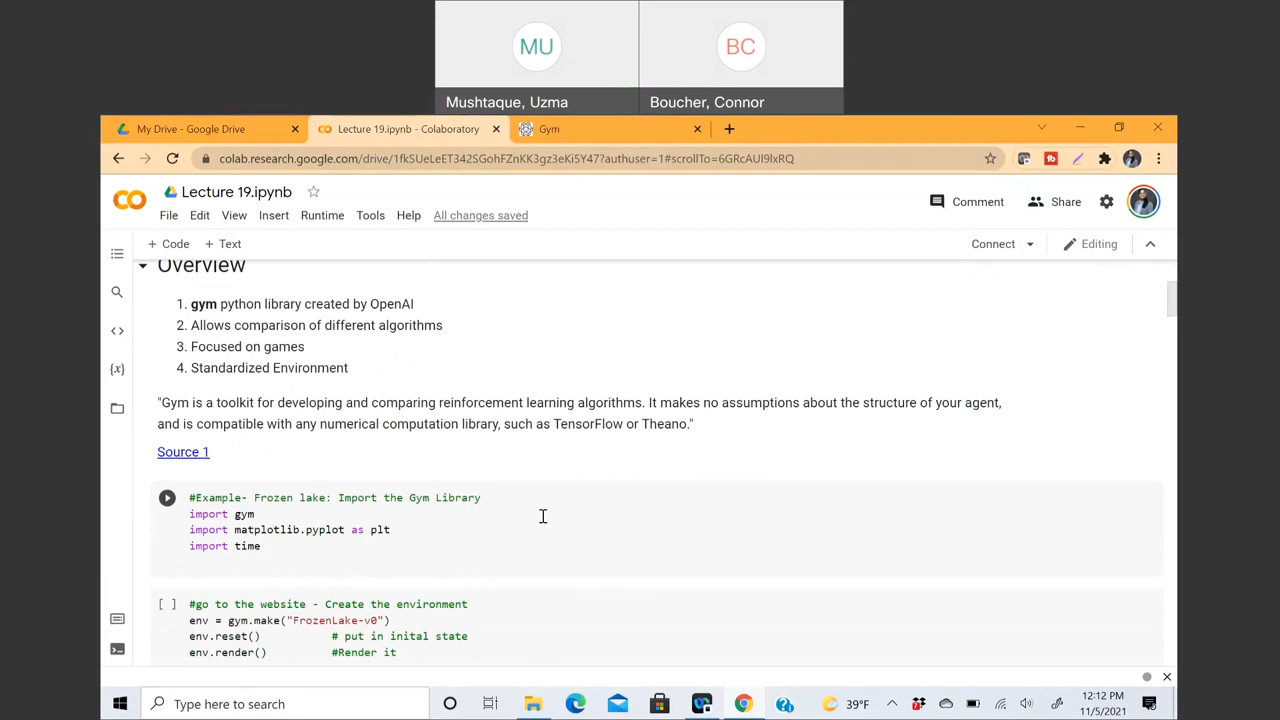 MU
BC
Mushtaque, Uzma
Boucher, Connor
My Drive - Google Drive
Lecture 19.ipynb - Colaboratory
Gym
colab.research.google.com/drive/1fkSUeLeET342SGohFZnKK3gz3eKi5Y47?authuser=1#scrollTo=6GRcAUl9lxRQ
Lecture 19.ipynb
File Edit View Insert Runtime Tools Help All changes saved
Comment Share
+ Code + Text
Connect Editing
Overview
1. gym python library created by OpenAI
2. Allows comparison of different algorithms
3. Focused on games
4. Standardized Environment
"Gym is a toolkit for developing and comparing reinforcement learning algorithms. It makes no assumptions about the structure of your agent,
and is compatible with any numerical computation library, such as TensorFlow or Theano."
Source 1
#Example- Frozen lake: Import the Gym Library
import gym
import matplotlib.pyplot as plt
import time
[ ] #go to the website - Create the environment
env = gym.make("FrozenLake-v0")
env.reset() # put in inital state
env.render() #Render it
Type here to search
39°F
12:12 PM
11/5/2021